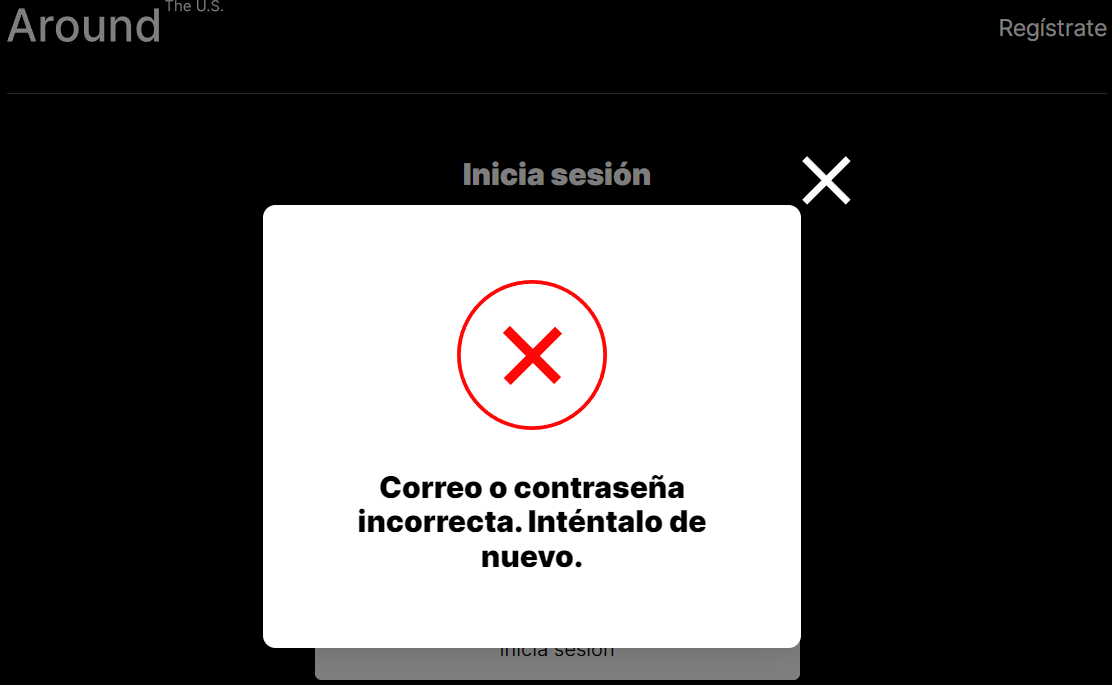 Around The U.S.
Regístrate
Inicia sesión
Correo o contraseña
incorrecta. Inténtalo de
nuevo.
Inicia sesión